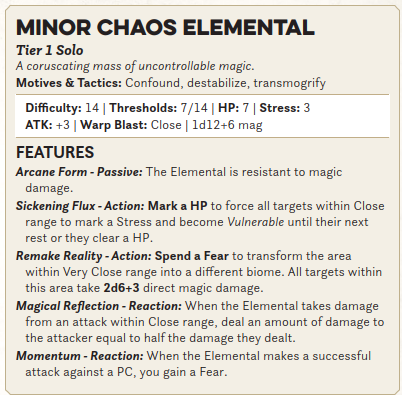 MINOR CHAOS ELEMENTAL
Tier 1 Solo
A coruscating mass of uncontrollable magic.
Motives & Tactics: Confound, destabilize, transmogrify
Difficulty: 14 | Thresholds: 7/14 | HP: 7 | Stress: 3
ATK: +3 | Warp Blast: Close | 1d12+6 mag
FEATURES
Arcane Form - Passive: The Elemental is resistant to magic
damage.
Sickening Flux - Action: Mark a HP to force all targets within Close
range to mark a Stress and become Vulnerable until their next
rest or they clear a HP.
Remake Reality - Action: Spend a Fear to transform the area
within Very Close range into a different biome. All targets within
this area take 2d6+3 direct magic damage.
Magical Reflection - Reaction: When the Elemental takes damage
from an attack within Close range, deal an amount of damage to
the attacker equal to half the damage they dealt.
Momentum - Reaction: When the Elemental makes a successful
attack against a PC, you gain a Fear.